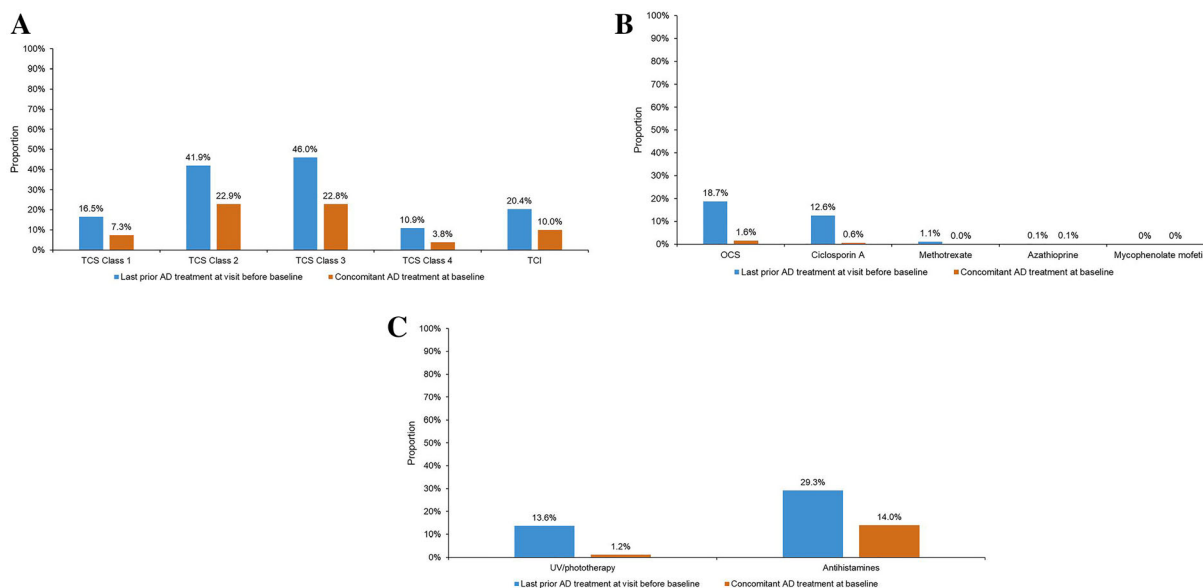 A
100%
90%
80%
70%
60%
50%
40%
30%
20%
10%
0%
Proportion
16.5%
7.3%
41.9%
22.9%
46.0%
22.8%
10.9%
3.8%
20.4%
10.0%
TCS Class 1
TCS Class 2
TCS Class 3
TCS Class 4
TCI
Last prior AD treatment at visit before baseline
Concomitant AD treatment at baseline
B
100%
90%
80%
70%
60%
50%
40%
30%
20%
10%
0%
Proportion
18.7%
1.6%
12.6%
0.6%
1.1%
0.0%
0.1%
0.1%
0%
0%
OCS
Ciclosporin A
Methotrexate
Azathioprine
Mycophenolate mofeti
Last prior AD treatment at visit before baseline
Concomitant AD treatment at baseline
C
100%
90%
80%
70%
60%
50%
40%
30%
20%
10%
0%
Proportion
13.6%
1.2%
29.3%
14.0%
UV/phototherapy
Antihistamines
Last prior AD treatment at visit before baseline
Concomitant AD treatment at baseline